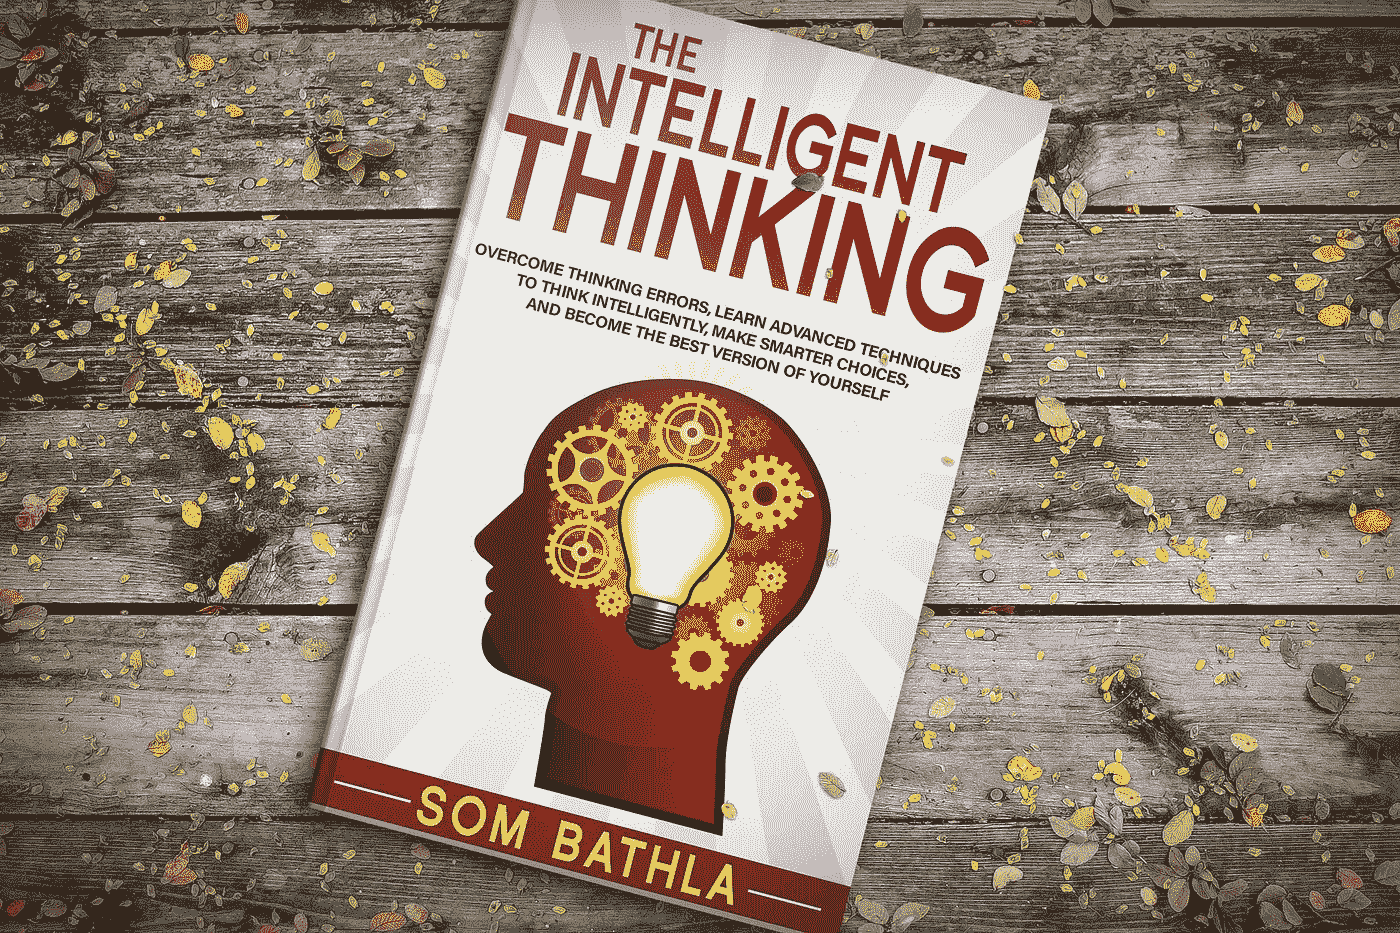 THE
INTELLIGENT
THINKING
OVERCOME THINKING ERRORS, LEARN ADVANCED TECHNIQUES
TO THINK INTELLIGENTLY, MAKE SMARTER CHOICES,
AND BECOME THE BEST VERSION OF YOURSELF
SOM BATHLA